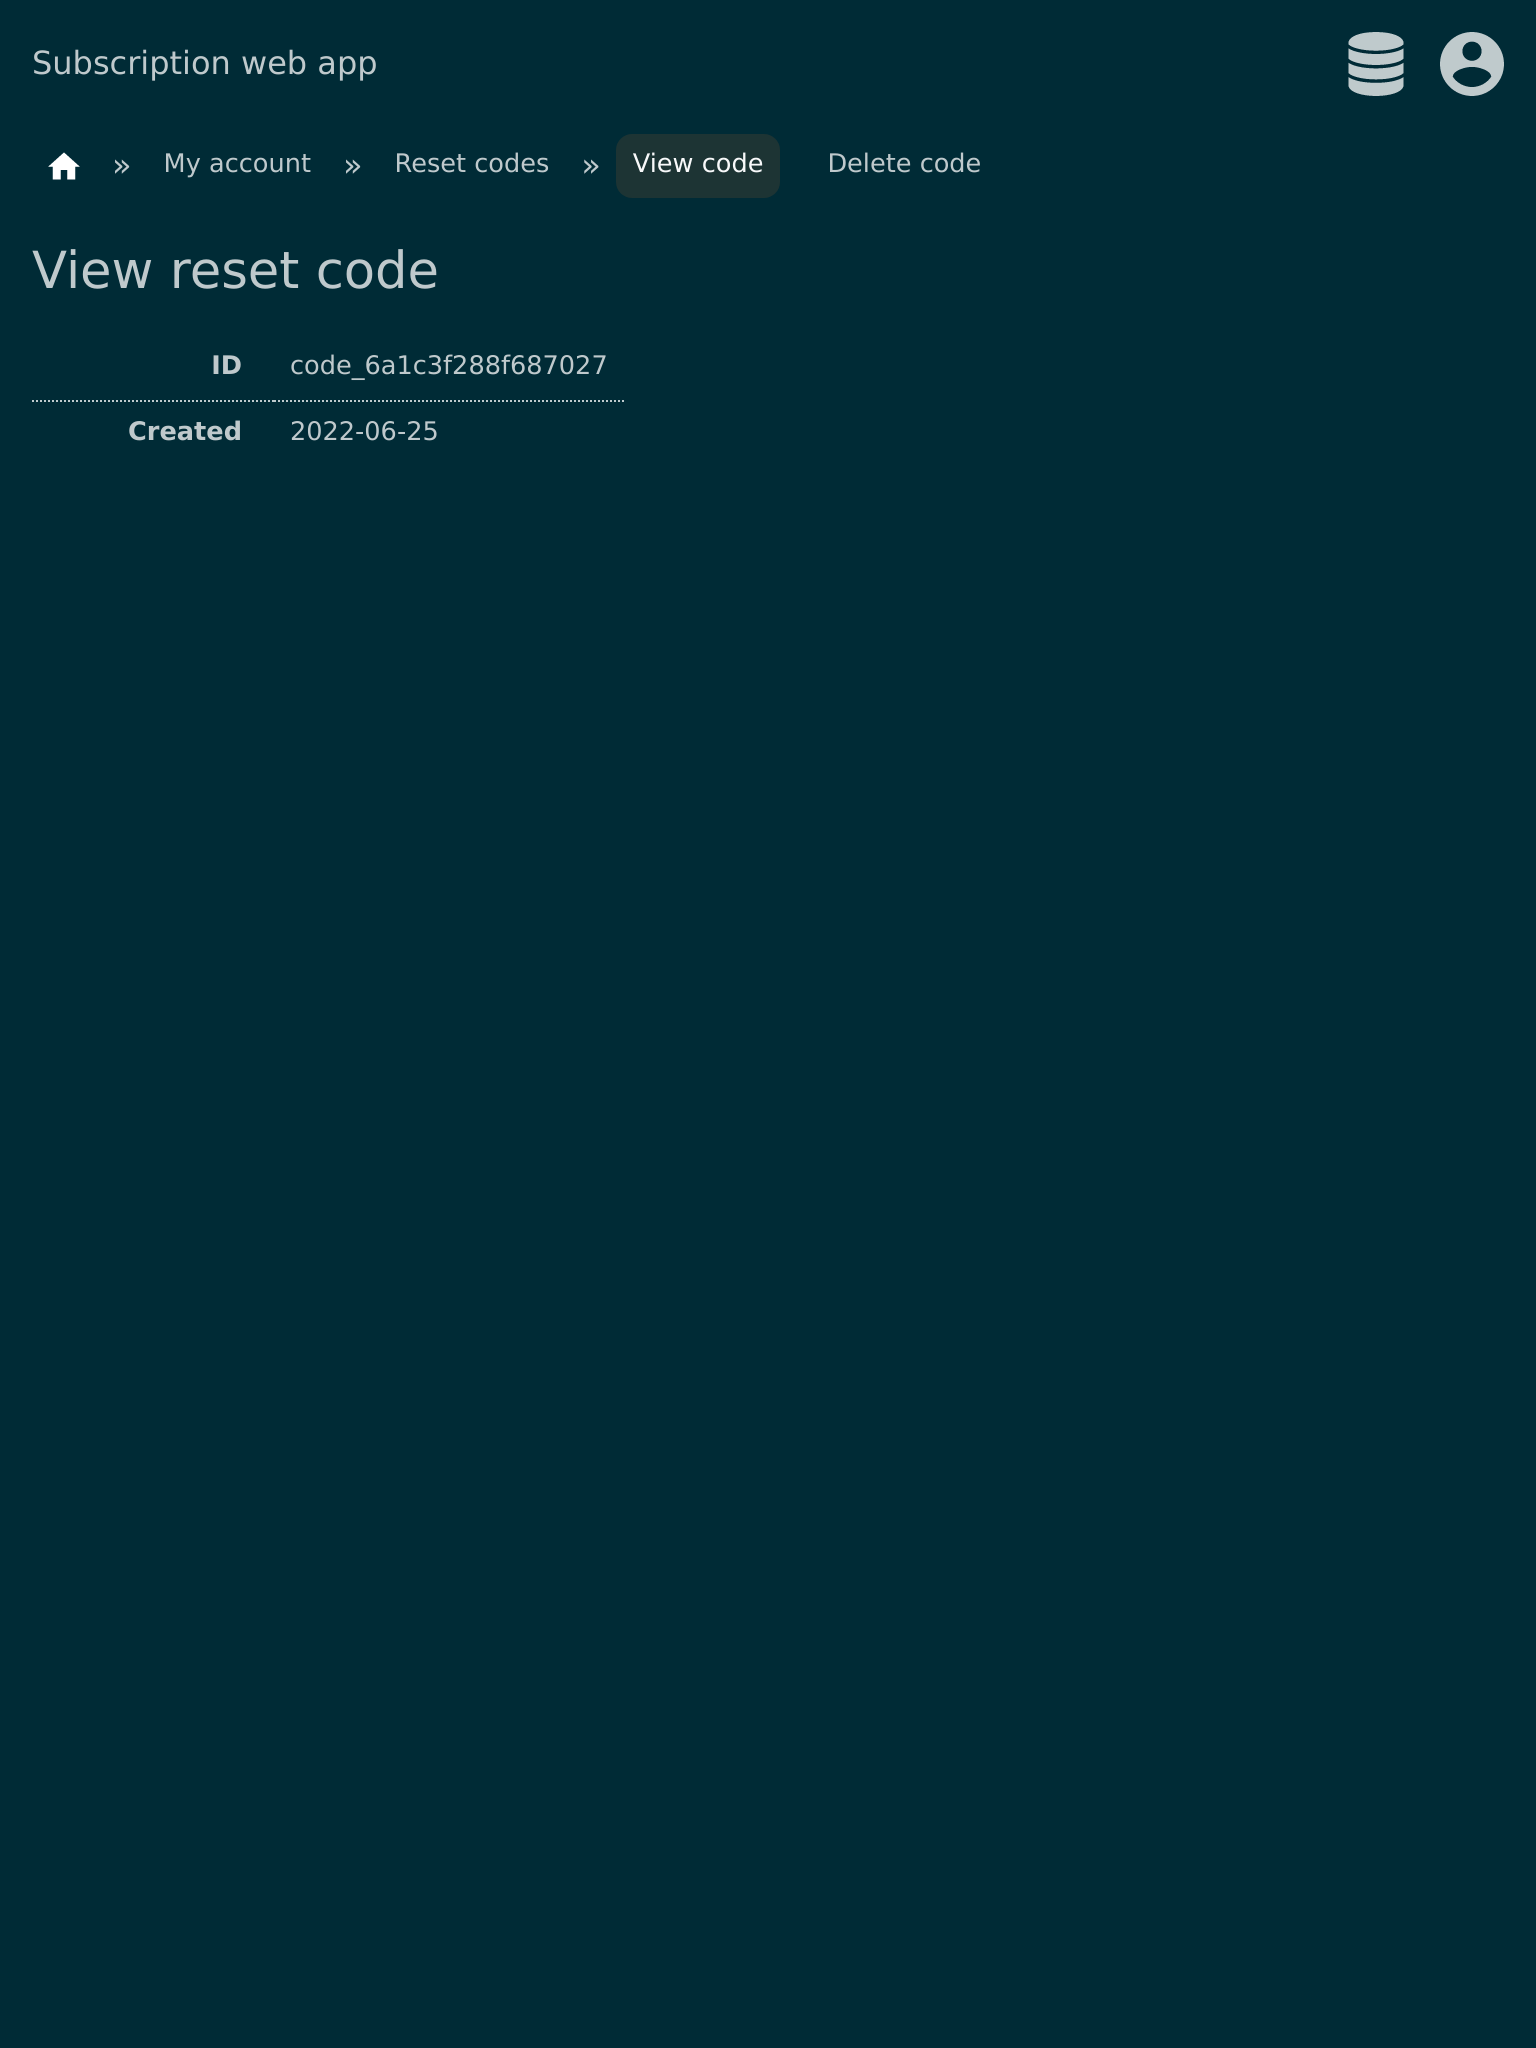 Subscription web app
» My account » Reset codes » View code Delete code
View reset code
ID code_6a1c3f288f687027
Created 2022-06-25